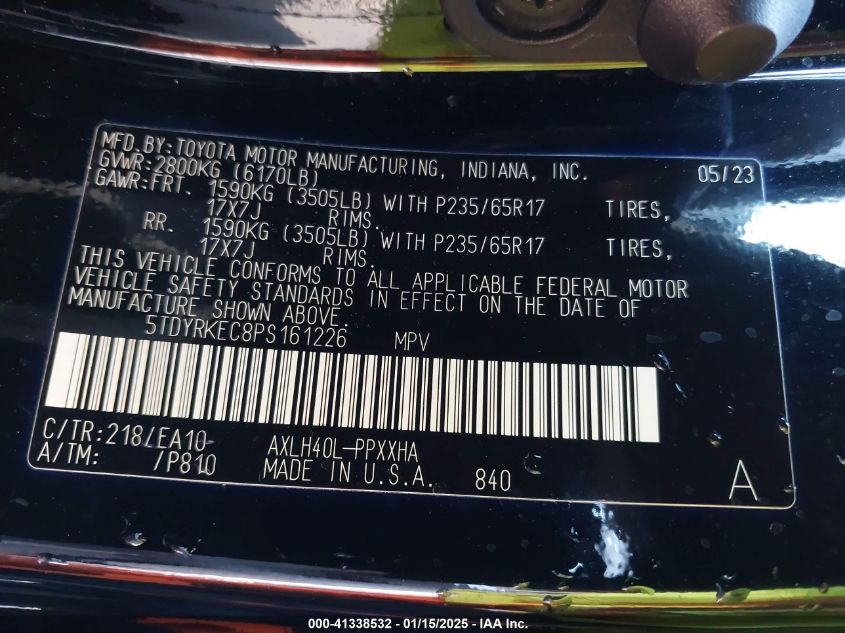 MFD.BY:TOYOTA MOTOR MANUFACTURING, INDIANA, INC. 05/23
GVWR:2800KG (6170LB)
GAWR:FRT. 1590KG (3505LB) WITH P235/65R17 TIRES,
17X7J RIMS.
RR. 1590KG (3505LB) WITH P235/65R17 TIRES,
17X7J RIMS.
THIS VEHICLE CONFORMS TO ALL APPLICABLE FEDERAL MOTOR
VEHICLE SAFETY STANDARDS IN EFFECT ON THE DATE OF
MANUFACTURE SHOWN ABOVE.
5TDYRKEC8PS161226 MPV
C/TR:218/EA10 AXLH40L-PPXXHA
A/TM: /P810 MADE IN U.S.A. 840 A
000-41338532 - 01/15/2025 - IAA Inc.